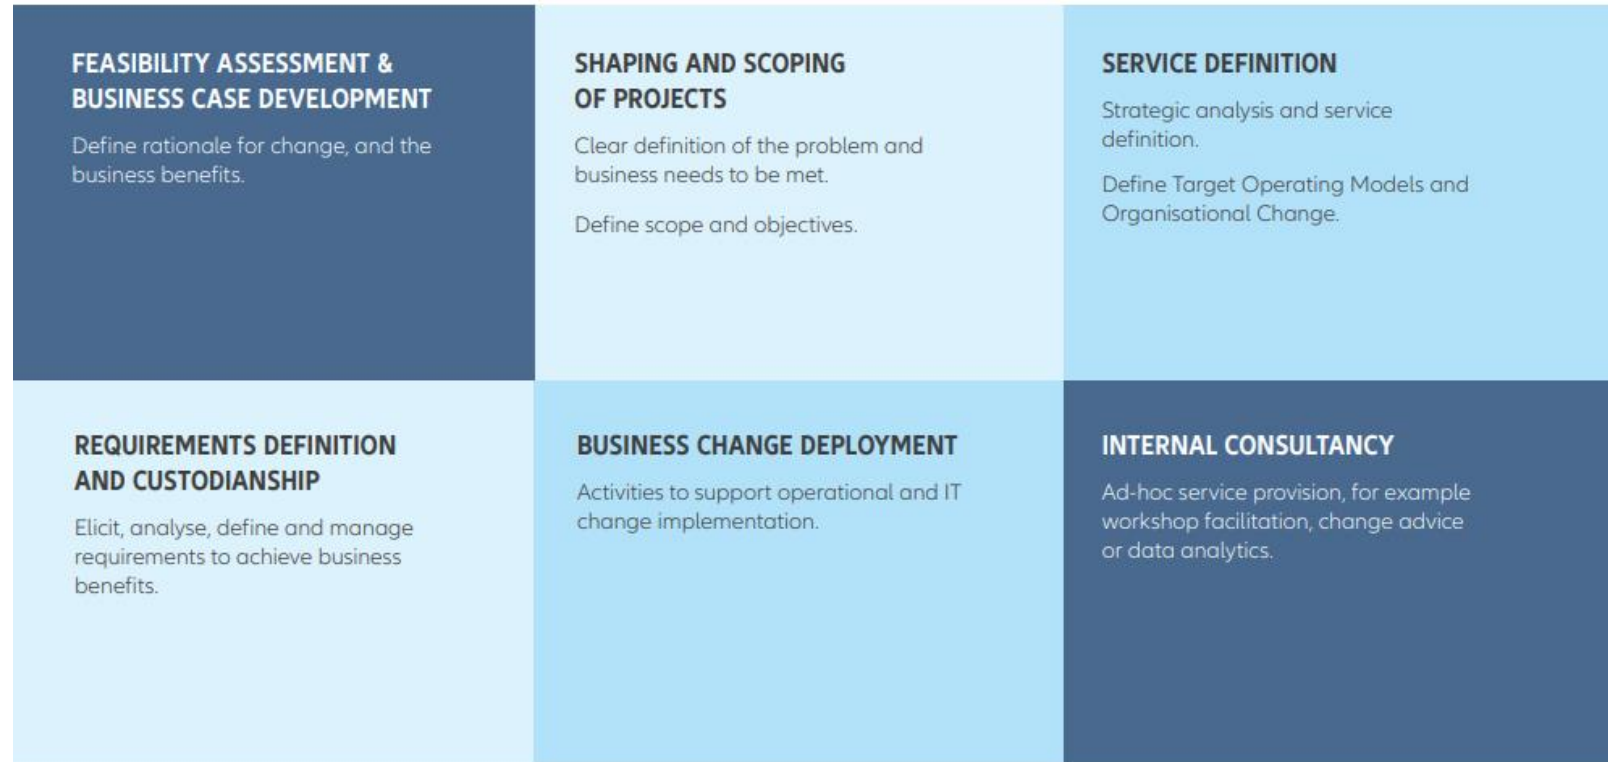 FEASIBILITY ASSESSMENT &
BUSINESS CASE DEVELOPMENT
Define rationale for change, and the
business benefits.
SHAPING AND SCOPING
OF PROJECTS
Clear definition of the problem and
business needs to be met.
Define scope and objectives.
SERVICE DEFINITION
Strategic analysis and service
definition.
Define Target Operating Models and
Organisational Change.
REQUIREMENTS DEFINITION
AND CUSTODIANSHIP
Elicit, analyse, define and manage
requirements to achieve business
benefits.
BUSINESS CHANGE DEPLOYMENT
Activities to support operational and IT
change implementation.
INTERNAL CONSULTANCY
Ad-hoc service provision, for example
workshop facilitation, change advice
or data analytics.